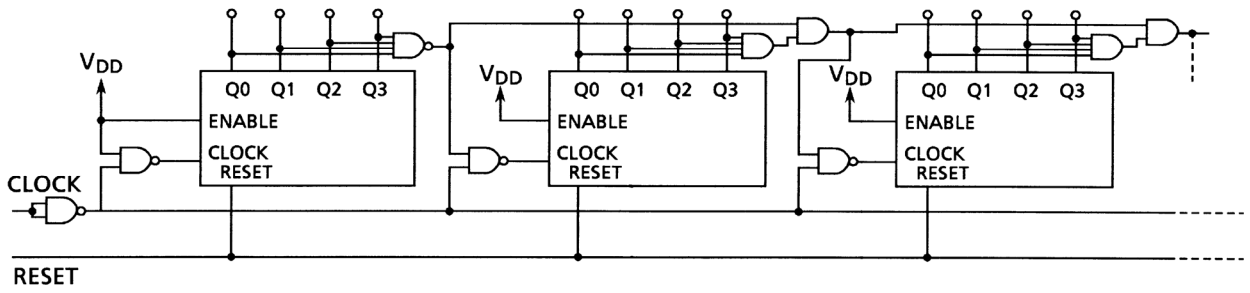 VDD
Q0 Q1 Q2 Q3
ENABLE
CLOCK
RESET
VDD
Q0 Q1 Q2 Q3
ENABLE
CLOCK
RESET
VDD
Q0 Q1 Q2 Q3
ENABLE
CLOCK
RESET
CLOCK
RESET